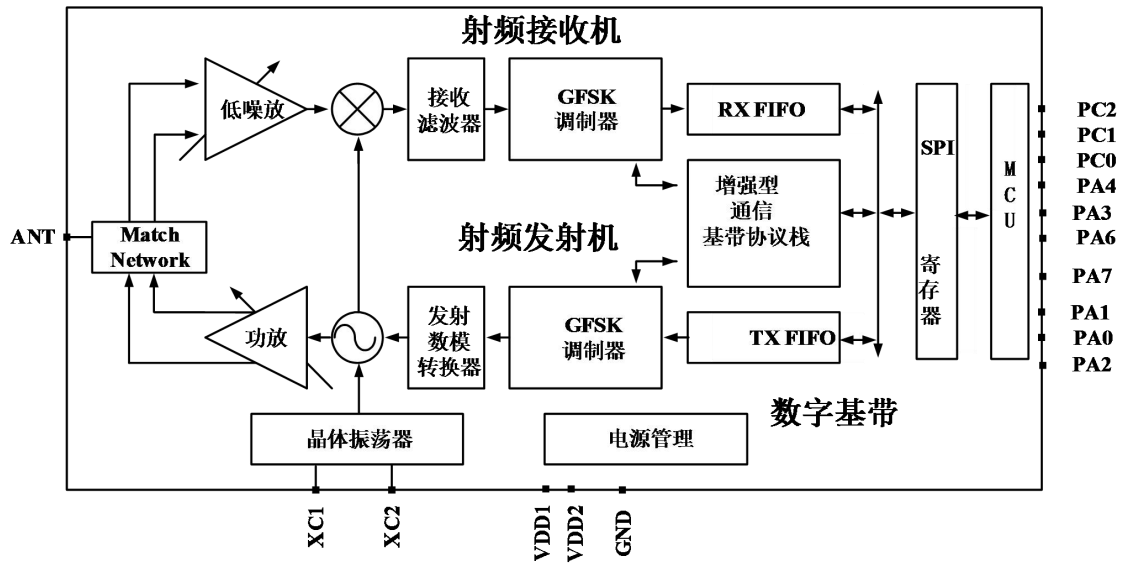 射频接收机
低噪放
接收
滤波器
GFSK
调制器
RX FIFO
SPI
寄存器
MCU
PC2
PC1
PC0
PA4
PA3
PA6
PA7
PA1
PA0
PA2
增强型
通信
基带协议栈
ANT
Match
Network
射频发射机
功放
发射
数模
转换器
GFSK
调制器
TX FIFO
数字基带
晶体振荡器
电源管理
XC1
XC2
VDD1
VDD2
GND